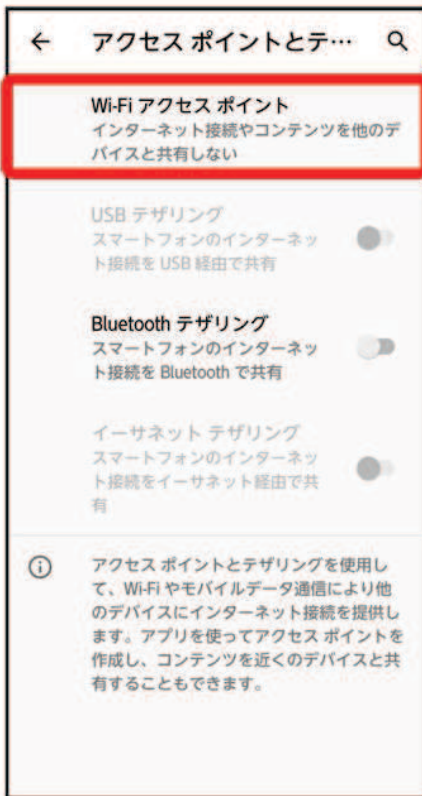 アクセス ポイントとテ…
Wi-Fi アクセス ポイント
インターネット接続やコンテンツを他のデ
バイスと共有しない
USB テザリング
スマートフォンのインターネッ
ト接続を USB 経由で共有
Bluetooth テザリング
スマートフォンのインターネッ
ト接続を Bluetooth で共有
イーサネット テザリング
スマートフォンのインターネッ
ト接続をイーサネット経由で共
有
アクセス ポイントとテザリングを使用し
て、Wi-Fi やモバイルデータ通信により他
のデバイスにインターネット接続を提供し
ます。アプリを使ってアクセス ポイントを
作成し、コンテンツを近くのデバイスと共
有することもできます。